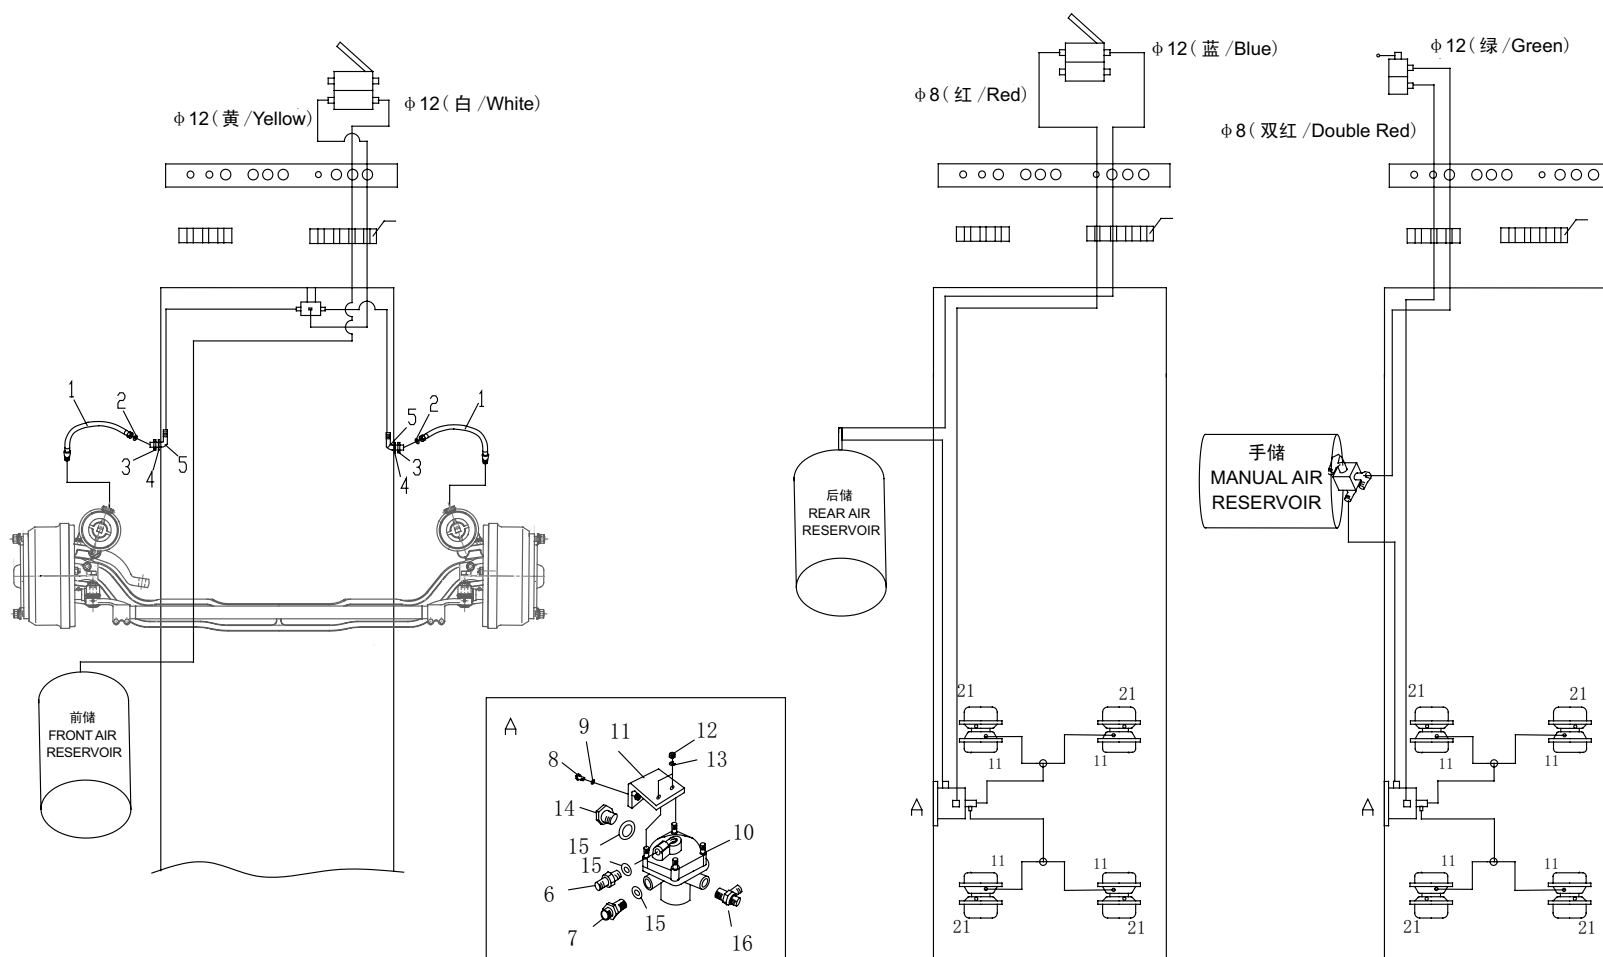 φ12(黄/Yellow)
φ12(白/White)
1
2
3
4
5
5
2
1
3
4
前储
FRONT AIR
RESERVOIR
A
8
9
11
12
13
14
15
15
10
6
7
15
16
φ8(红/Red)
φ12(蓝/Blue)
后储
REAR AIR
RESERVOIR
21
21
11
11
A
11
11
21
21
φ12(绿/Green)
φ8(双红/Double Red)
手储
MANUAL AIR
RESERVOIR
21
21
11
11
A
11
11
21
21